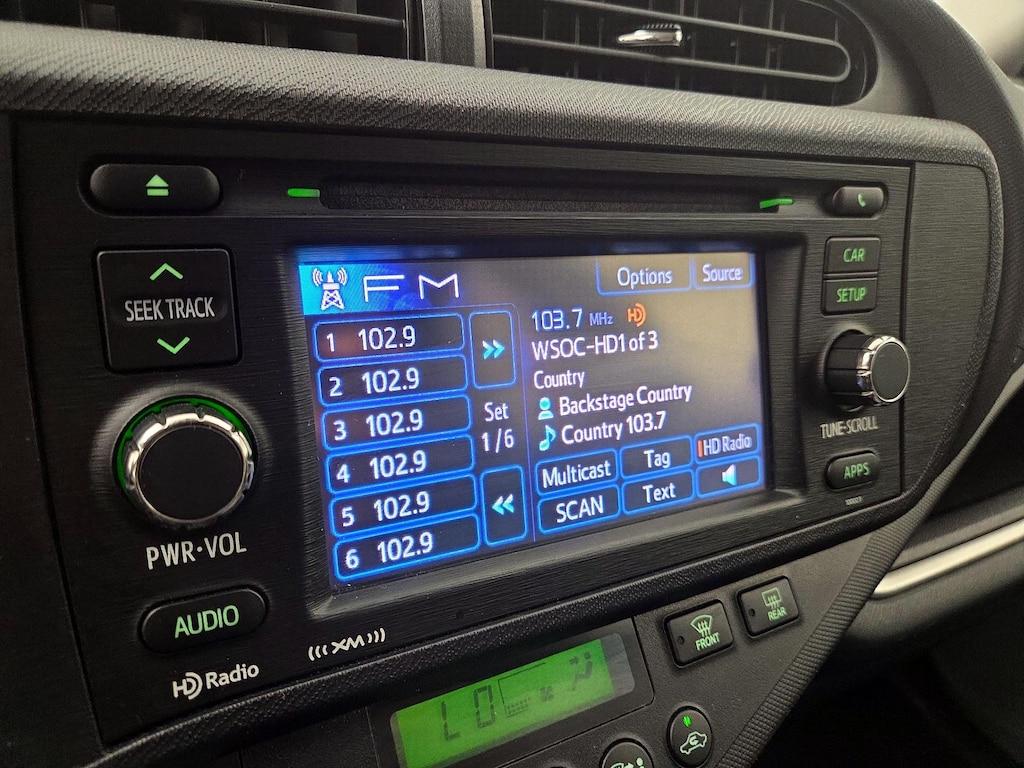 SEEK TRACK
PWR•VOL
AUDIO
HD Radio
(((XM)))
FM
1 102.9
2 102.9
3 102.9
4 102.9
5 102.9
6 102.9
Set
1/6
Options
Source
103.7 MHz HD
WSOC-HD1 of 3
Country
Backstage Country
Country 103.7
Multicast
Tag
HD Radio
SCAN
Text
CAR
SETUP
TUNE•SCROLL
APPS
FRONT
REAR
LO